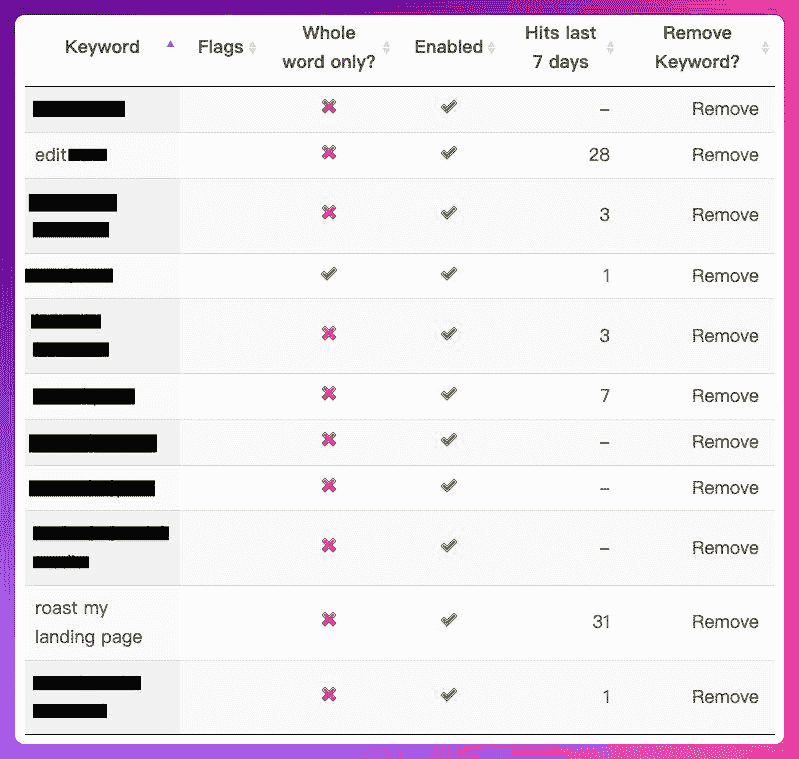 Keyword Flags Whole word only? Enabled Hits last 7 days Remove Keyword?
– Remove
edit 28 Remove
3 Remove
1 Remove
3 Remove
7 Remove
– Remove
– Remove
– Remove
roast my
landing page 31 Remove
1 Remove